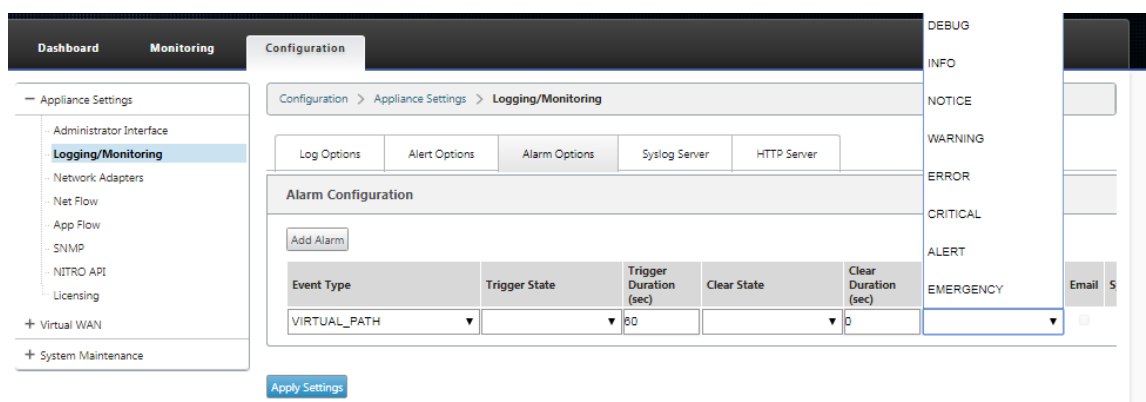 Dashboard
Monitoring
Configuration
DEBUG
INFO
NOTICE
WARNING
ERROR
CRITICAL
ALERT
EMERGENCY
Appliance Settings
Administrator Interface
Logging/Monitoring
Network Adapters
Net Flow
App Flow
SNMP
NITRO API
Licensing
Virtual WAN
System Maintenance
Configuration > Appliance Settings > Logging/Monitoring
Log Options
Alert Options
Alarm Options
Syslog Server
HTTP Server
Alarm Configuration
Add Alarm
Event Type
Trigger State
Trigger
Duration
(sec)
Clear State
Clear
Duration
(sec)
Email
S
VIRTUAL_PATH
60
0
Apply Settings